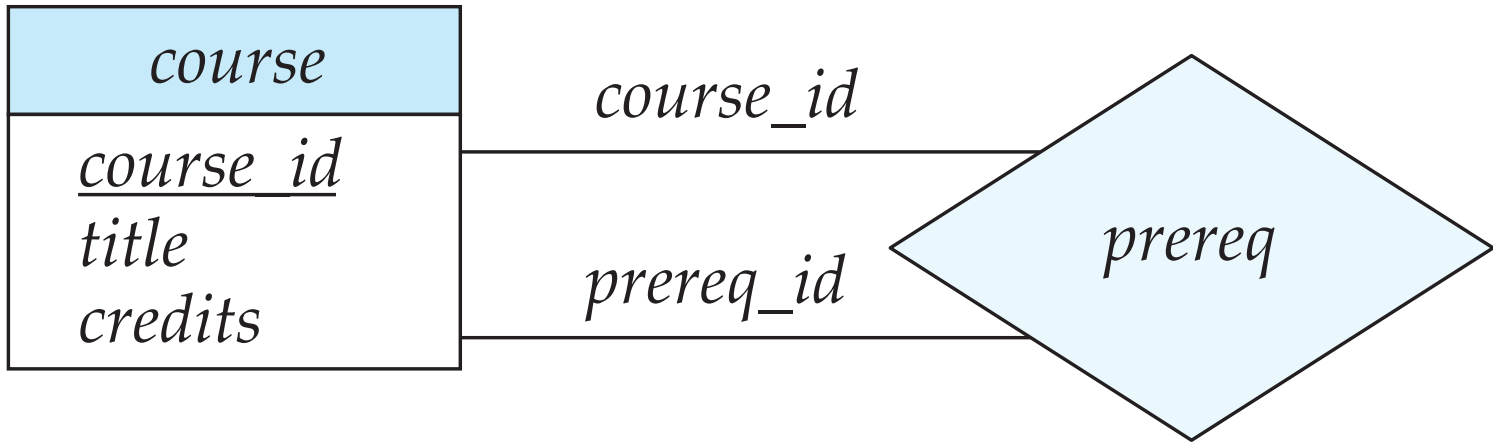 course
course_id
title
credits
course_id
prereq_id
prereq